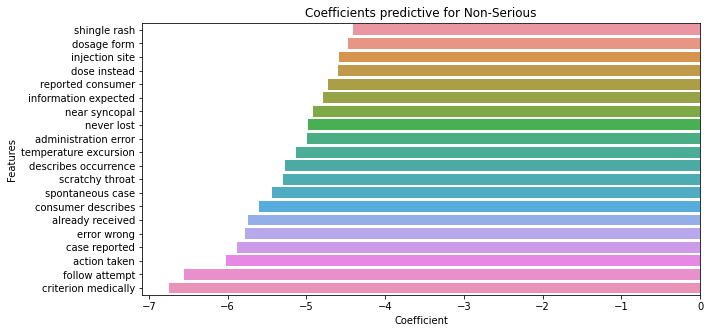 Coefficients predictive for Non-Serious
shingle rash
dosage form
injection site
dose instead
reported consumer
information expected
near syncopal
never lost
administration error
temperature excursion
describes occurrence
scratchy throat
spontaneous case
consumer describes
already received
error wrong
case reported
action taken
follow attempt
criterion medically
Features
−7 −6 −5 −4 −3 −2 −1 0
Coefficient